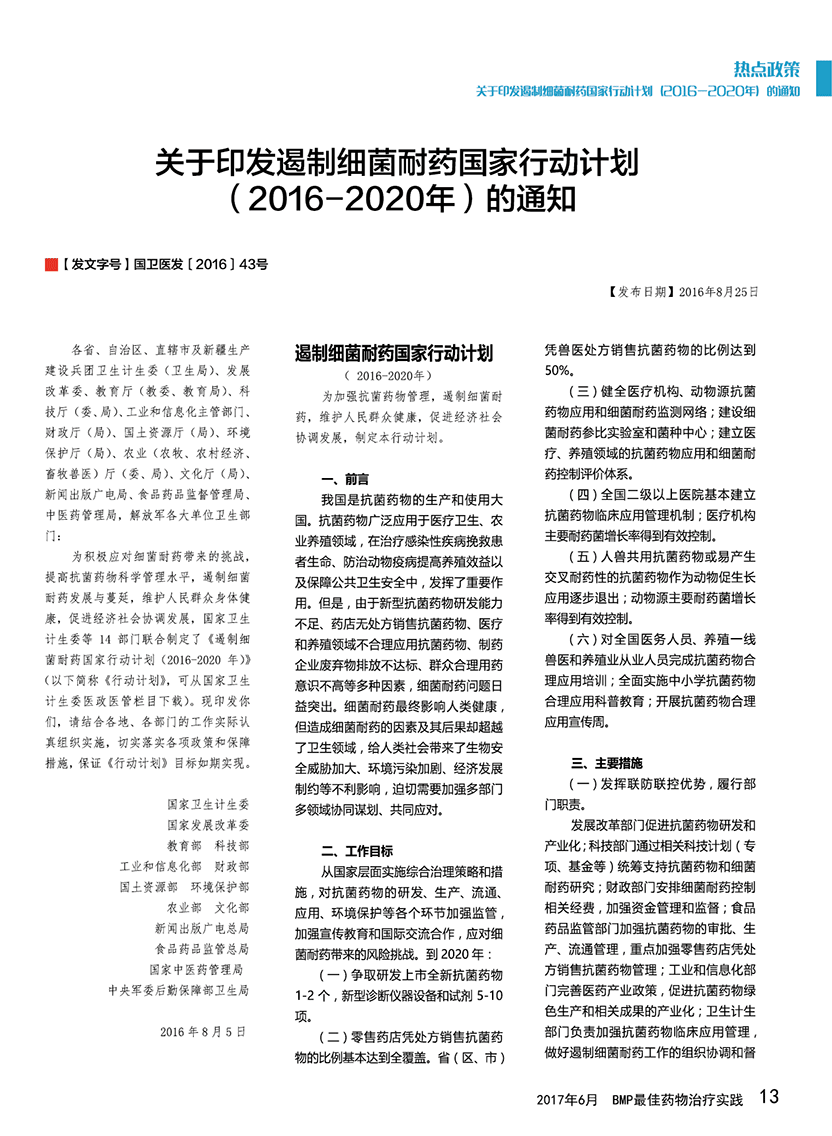 热点政策
关于印发遏制细菌耐药国家行动计划（2016-2020年）的通知
关于印发遏制细菌耐药国家行动计划
（2016-2020年）的通知
【发文字号】国卫医发［2016］43号
【发布日期】2016年8月25日
各省、自治区、直辖市及新疆生产
建设兵团卫生计生委（卫生局）、发展
改革委、教育厅（教委、教育局）、科
技厅（委、局）、工业和信息化主管部门、
财政厅（局）、国土资源厅（局）、环境
保护厅（局）、农业（农牧、农村经济、
畜牧兽医）厅（委、局）、文化厅（局）、
新闻出版广电局、食品药品监督管理局、
中医药管理局，解放军各大单位卫生部
门：
为积极应对细菌耐药带来的挑战，
提高抗菌药物科学管理水平，遏制细菌
耐药发展与蔓延，维护人民群众身体健
康，促进经济社会协调发展，国家卫生
计生委等 14 部门联合制定了《遏制细
菌耐药国家行动计划（2016-2020 年）》
（以下简称《行动计划》，可从国家卫生
计生委医政医管栏目下载）。现印发你
们，请结合各地、各部门的工作实际认
真组织实施，切实落实各项政策和保障
措施，保证《行动计划》目标如期实现。
国家卫生计生委
国家发展改革委
教育部　科技部
工业和信息化部　财政部
国土资源部　环境保护部
农业部　文化部
新闻出版广电总局
食品药品监管总局
国家中医药管理局
中央军委后勤保障部卫生局
2016 年 8 月 5 日
遏制细菌耐药国家行动计划
（ 2016-2020年）
为加强抗菌药物管理，遏制细菌耐
药，维护人民群众健康，促进经济社会
协调发展，制定本行动计划。
一、前言
我国是抗菌药物的生产和使用大
国。抗菌药物广泛应用于医疗卫生、农
业养殖领域，在治疗感染性疾病挽救患
者生命、防治动物疫病提高养殖效益以
及保障公共卫生安全中，发挥了重要作
用。但是，由于新型抗菌药物研发能力
不足、药店无处方销售抗菌药物、医疗
和养殖领域不合理应用抗菌药物、制药
企业废弃物排放不达标、群众合理用药
意识不高等多种因素，细菌耐药问题日
益突出。细菌耐药最终影响人类健康，
但造成细菌耐药的因素及其后果却超越
了卫生领域，给人类社会带来了生物安
全威胁加大、环境污染加剧、经济发展
制约等不利影响，迫切需要加强多部门
多领域协同谋划、共同应对。
二、工作目标
从国家层面实施综合治理策略和措
施，对抗菌药物的研发、生产、流通、
应用、环境保护等各个环节加强监管，
加强宣传教育和国际交流合作，应对细
菌耐药带来的风险挑战。到 2020 年：
（一）争取研发上市全新抗菌药物
1-2 个，新型诊断仪器设备和试剂 5-10
项。
（二）零售药店凭处方销售抗菌药
物的比例基本达到全覆盖。省（区、市）
凭兽医处方销售抗菌药物的比例达到
50%。
（三）健全医疗机构、动物源抗菌
药物应用和细菌耐药监测网络；建设细
菌耐药参比实验室和菌种中心；建立医
疗、养殖领域的抗菌药物应用和细菌耐
药控制评价体系。
（四）全国二级以上医院基本建立
抗菌药物临床应用管理机制；医疗机构
主要耐药菌增长率得到有效控制。
（五）人兽共用抗菌药物或易产生
交叉耐药性的抗菌药物作为动物促生长
应用逐步退出；动物源主要耐药菌增长
率得到有效控制。
（六）对全国医务人员、养殖一线
兽医和养殖业从业人员完成抗菌药物合
理应用培训；全面实施中小学抗菌药物
合理应用科普教育；开展抗菌药物合理
应用宣传周。
三、主要措施
（一）发挥联防联控优势，履行部
门职责。
发展改革部门促进抗菌药物研发和
产业化；科技部门通过相关科技计划（专
项、基金等）统筹支持抗菌药物和细菌
耐药研究；财政部门安排细菌耐药控制
相关经费，加强资金管理和监督；食品
药品监管部门加强抗菌药物的审批、生
产、流通管理，重点加强零售药店凭处
方销售抗菌药物管理；工业和信息化部
门完善医药产业政策，促进抗菌药物绿
色生产和相关成果的产业化；卫生计生
部门负责加强抗菌药物临床应用管理，
做好遏制细菌耐药工作的组织协调和督
2017年6月　BMP最佳药物治疗实践　13